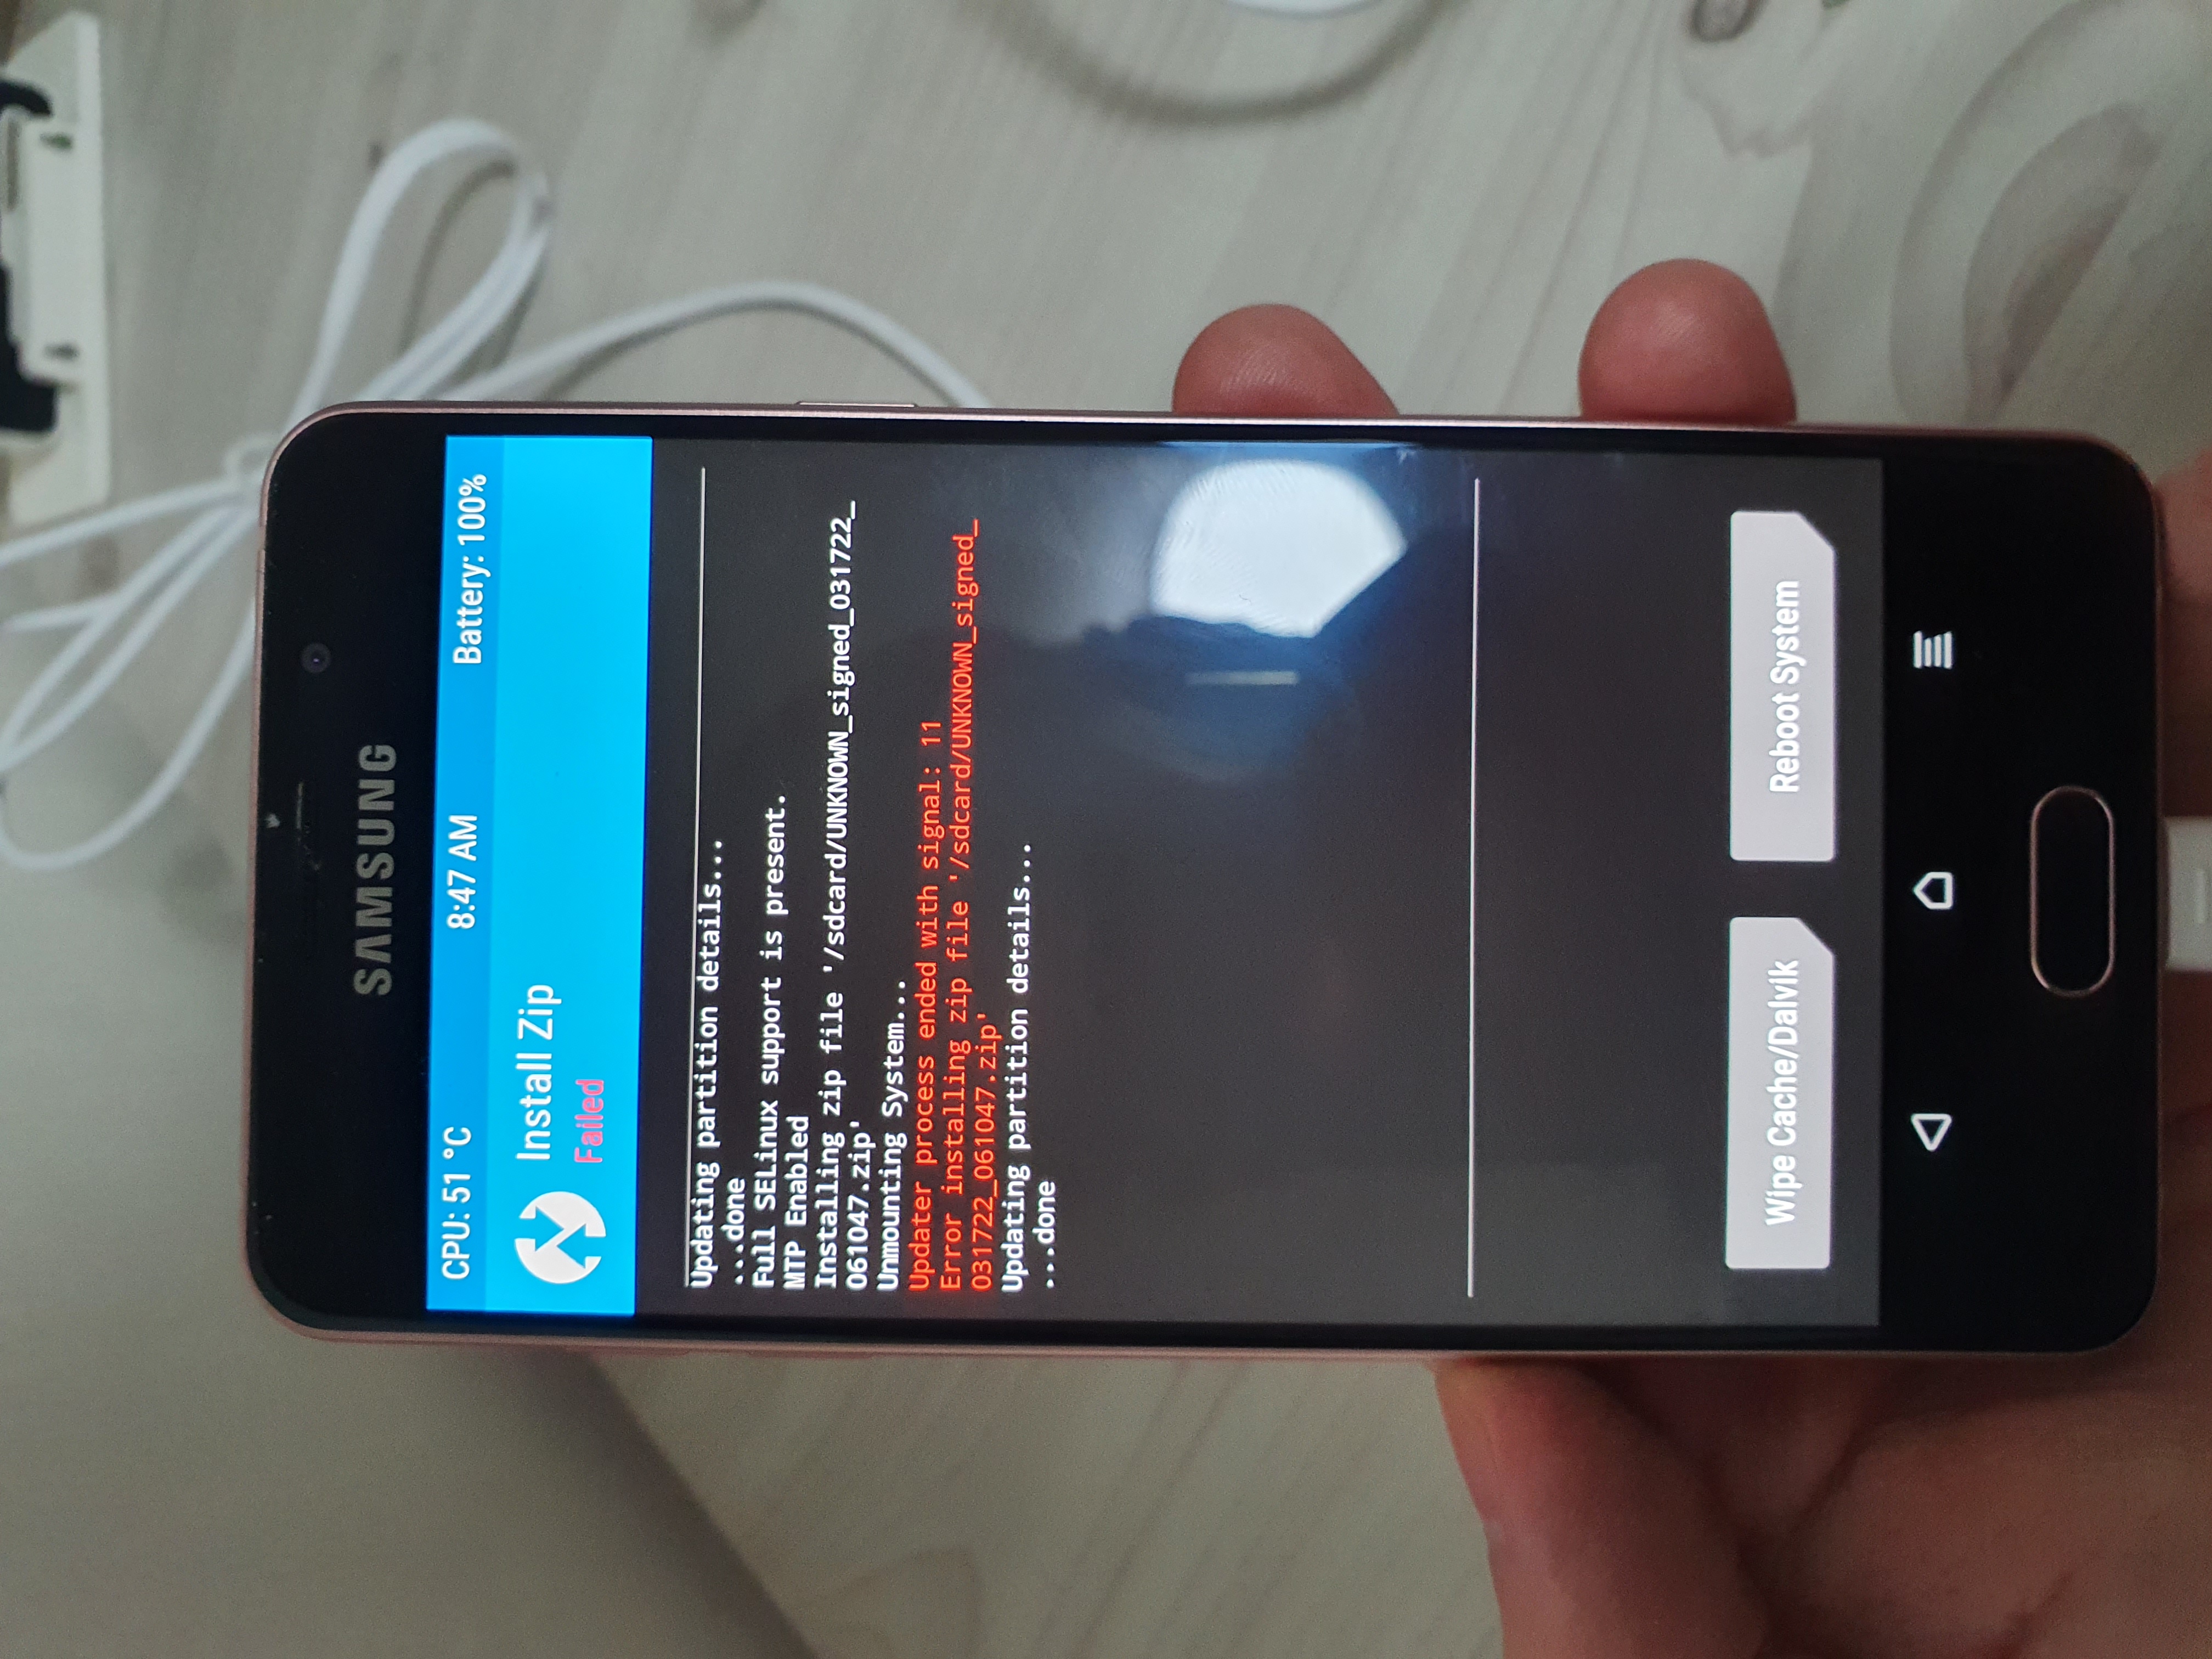 SAMSUNG
CPU: 51 °C 8:47 AM Battery: 100%
Install Zip
Failed
Updating partition details...
...done
Full SELinux support is present.
MTP Enabled
Installing zip file '/sdcard/UNKNOWN_signed_031722_
061047.zip'
Unmounting System...
Updater process ended with signal: 11
Error installing zip file '/sdcard/UNKNOWN_signed_
031722_061047.zip'
Updating partition details...
...done
Wipe Cache/Dalvik
Reboot System